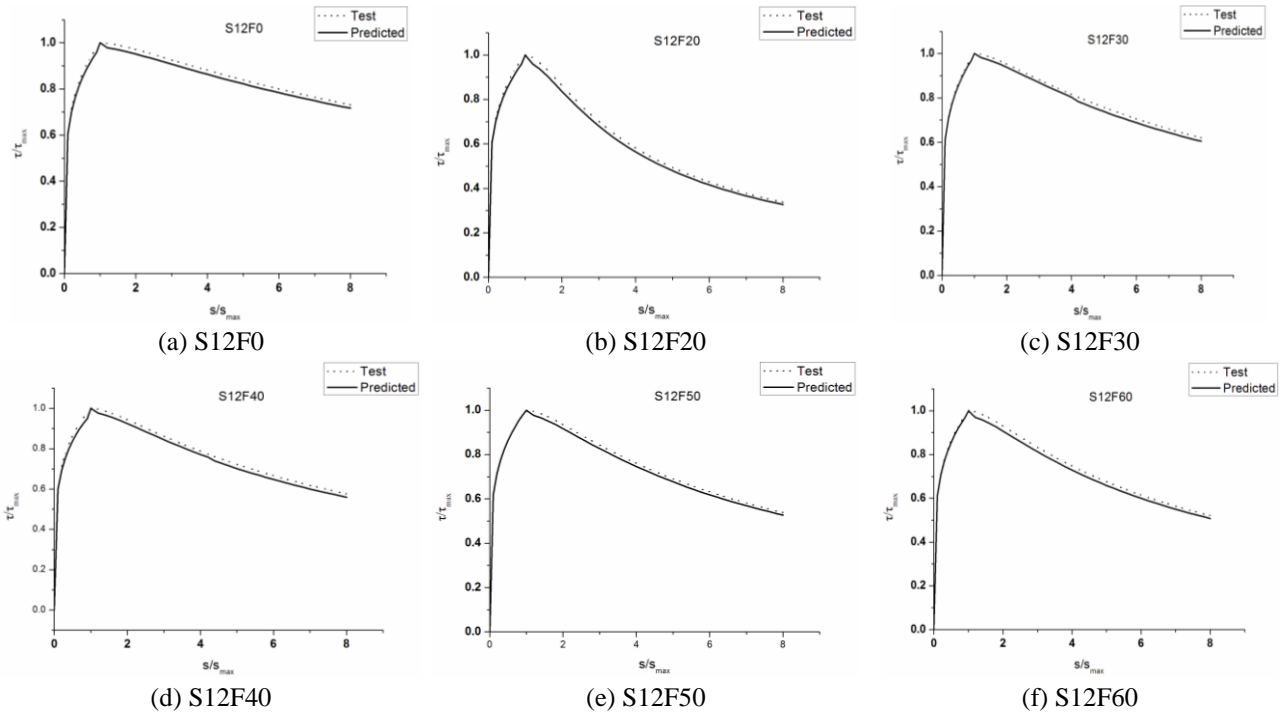 Test
Predicted
S12F0
1.0
0.8
0.6
0.4
0.2
0.0
τ/τmax
0 2 4 6 8
s/smax
(a) S12F0
Test
Predicted
S12F20
1.0
0.8
0.6
0.4
0.2
0.0
τ/τmax
0 2 4 6 8
s/smax
(b) S12F20
Test
Predicted
S12F30
1.0
0.8
0.6
0.4
0.2
0.0
τ/τmax
0 2 4 6 8
s/smax
(c) S12F30
Test
Predicted
S12F40
1.0
0.8
0.6
0.4
0.2
0.0
τ/τmax
0 2 4 6 8
s/smax
(d) S12F40
Test
Predicted
S12F50
1.0
0.8
0.6
0.4
0.2
0.0
τ/τmax
0 2 4 6 8
s/smax
(e) S12F50
Test
Predicted
S12F60
1.0
0.8
0.6
0.4
0.2
0.0
τ/τmax
0 2 4 6 8
s/smax
(f) S12F60